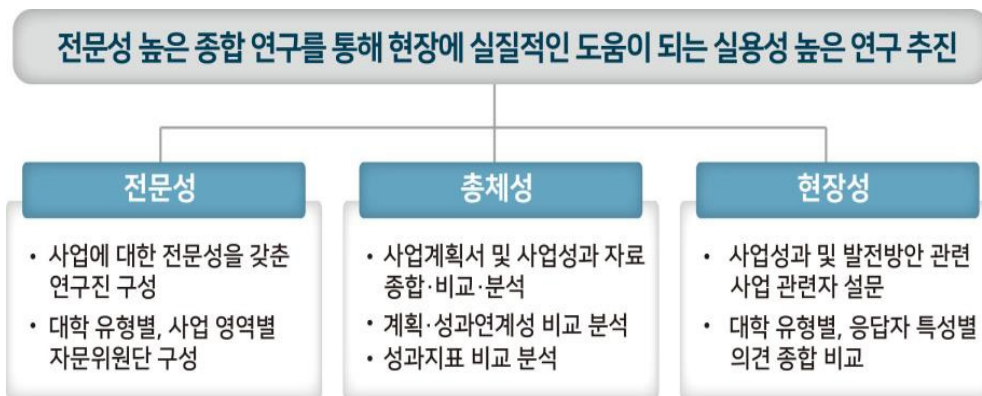 전문성 높은 종합 연구를 통해 현장에 실질적인 도움이 되는 실용성 높은 연구 추진
전문성
• 사업에 대한 전문성을 갖춘
연구진 구성
• 대학 유형별, 사업 영역별
자문위원단 구성
총체성
• 사업계획서 및 사업성과 자료
종합·비교·분석
• 계획·성과연계성 비교 분석
• 성과지표 비교 분석
현장성
• 사업성과 및 발전방안 관련
사업 관련자 설문
• 대학 유형별, 응답자 특성별
의견 종합 비교